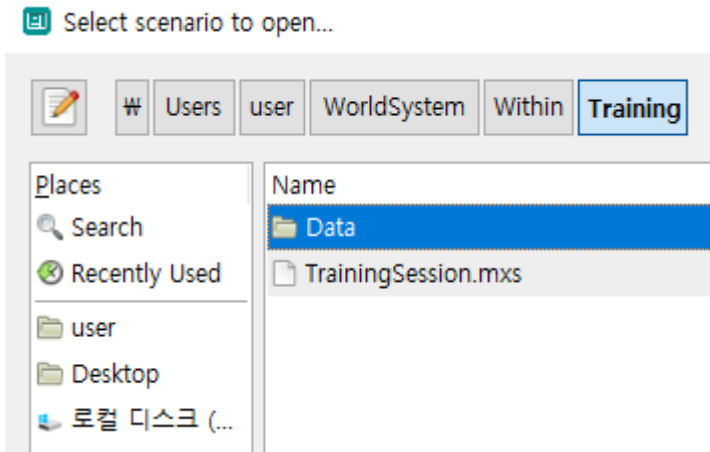 Select scenario to open...
₩ Users user WorldSystem Within Training
Places
Search
Recently Used
user
Desktop
로컬 디스크 (...
Name
Data
TrainingSession.mxs